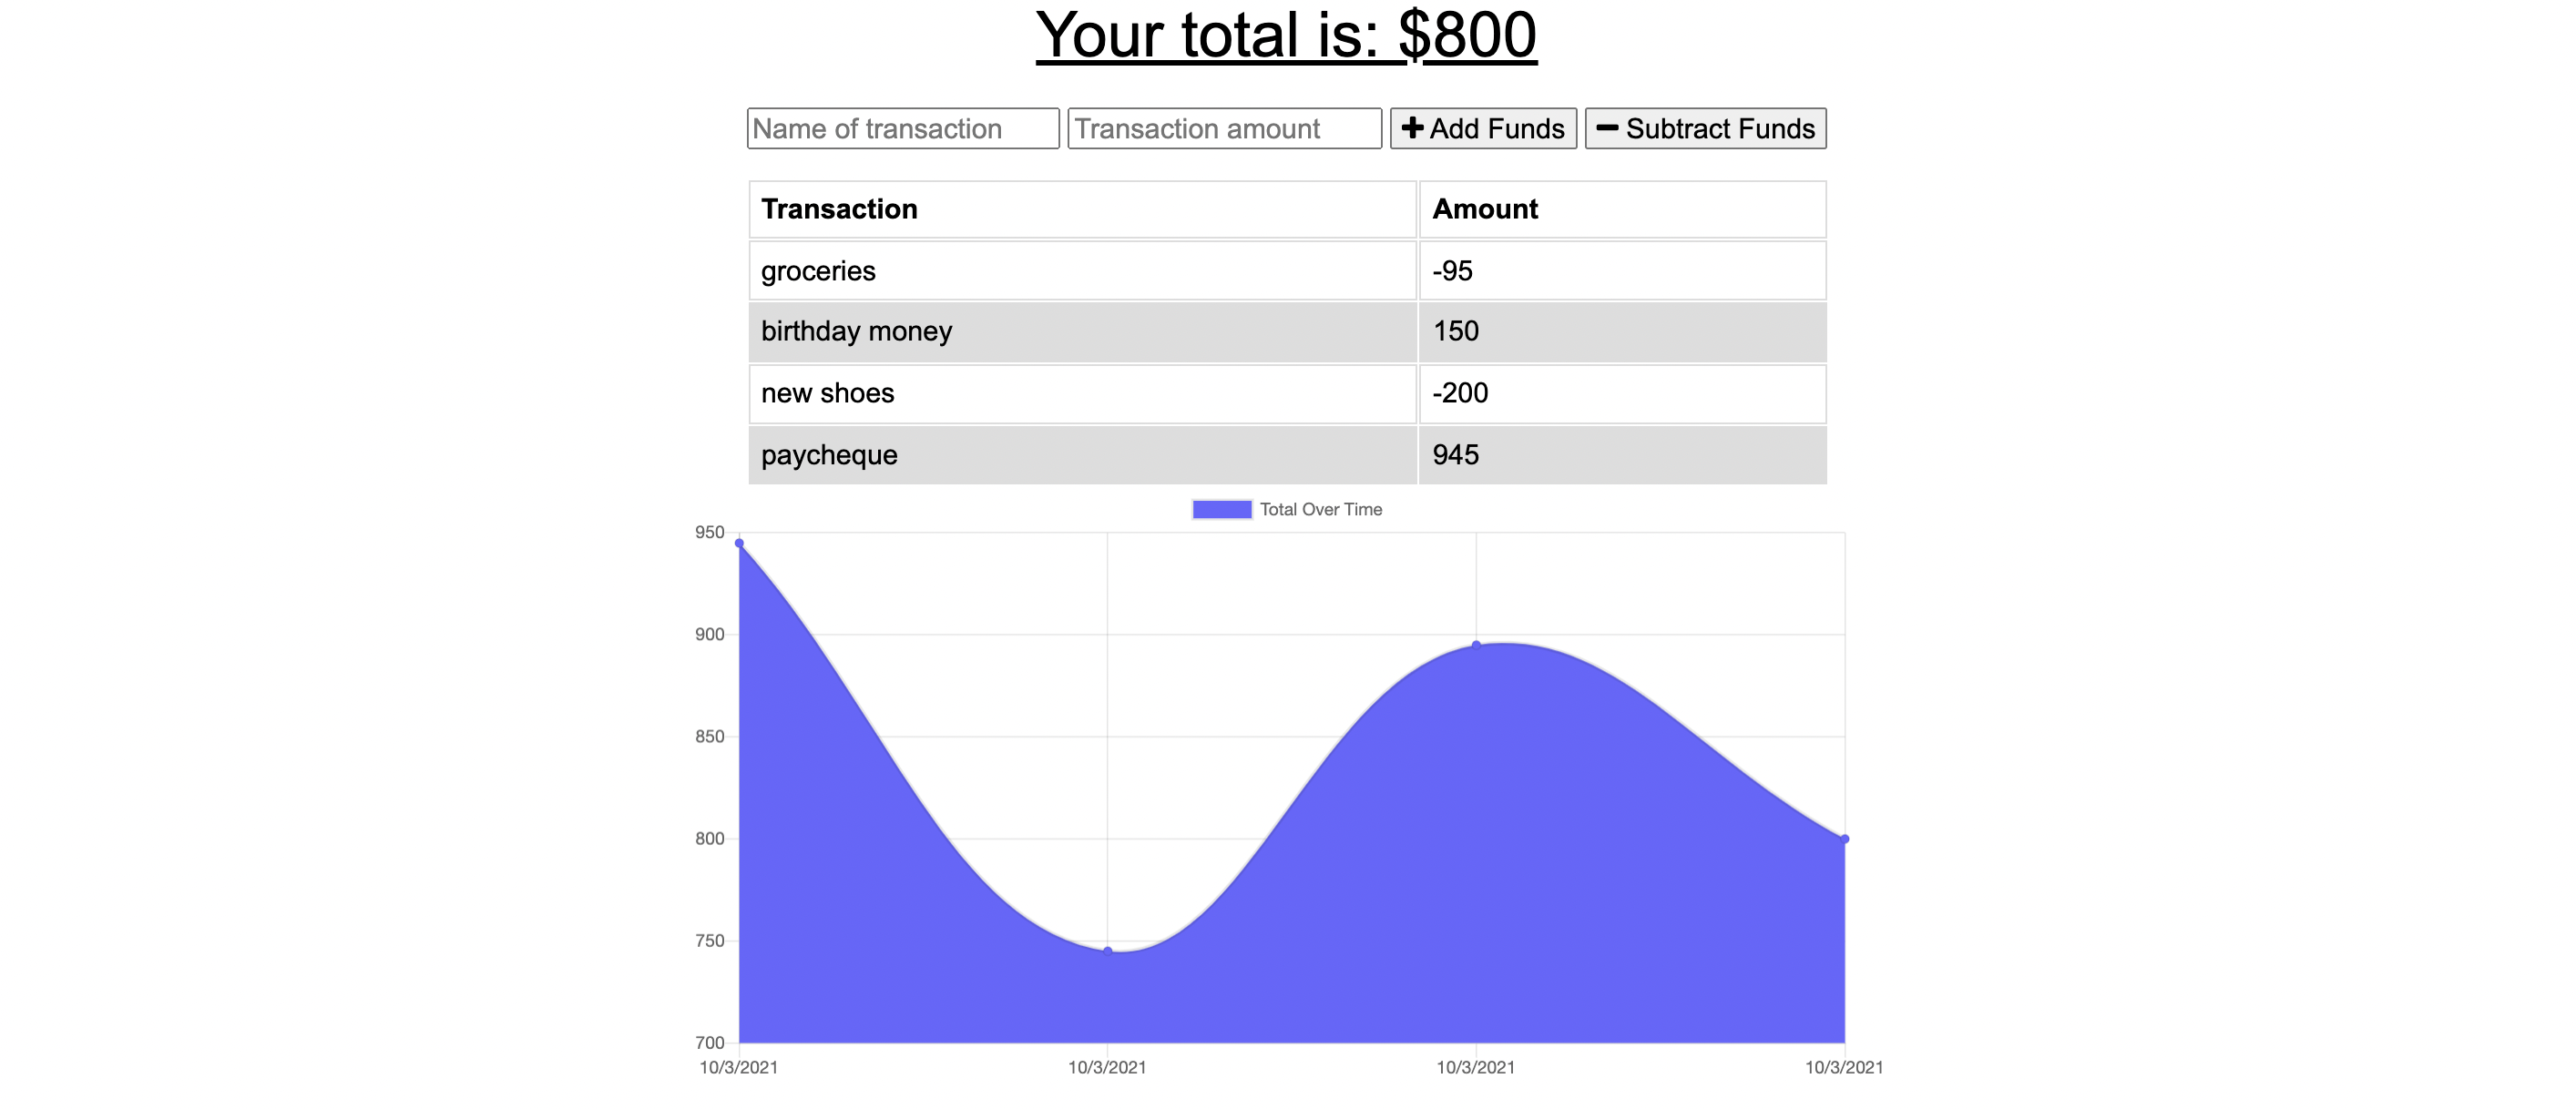 Your total is: $800
Name of transaction Transaction amount + Add Funds − Subtract Funds
Transaction Amount
groceries -95
birthday money 150
new shoes -200
paycheque 945
Total Over Time
950
900
850
800
750
700
10/3/2021 10/3/2021 10/3/2021 10/3/2021